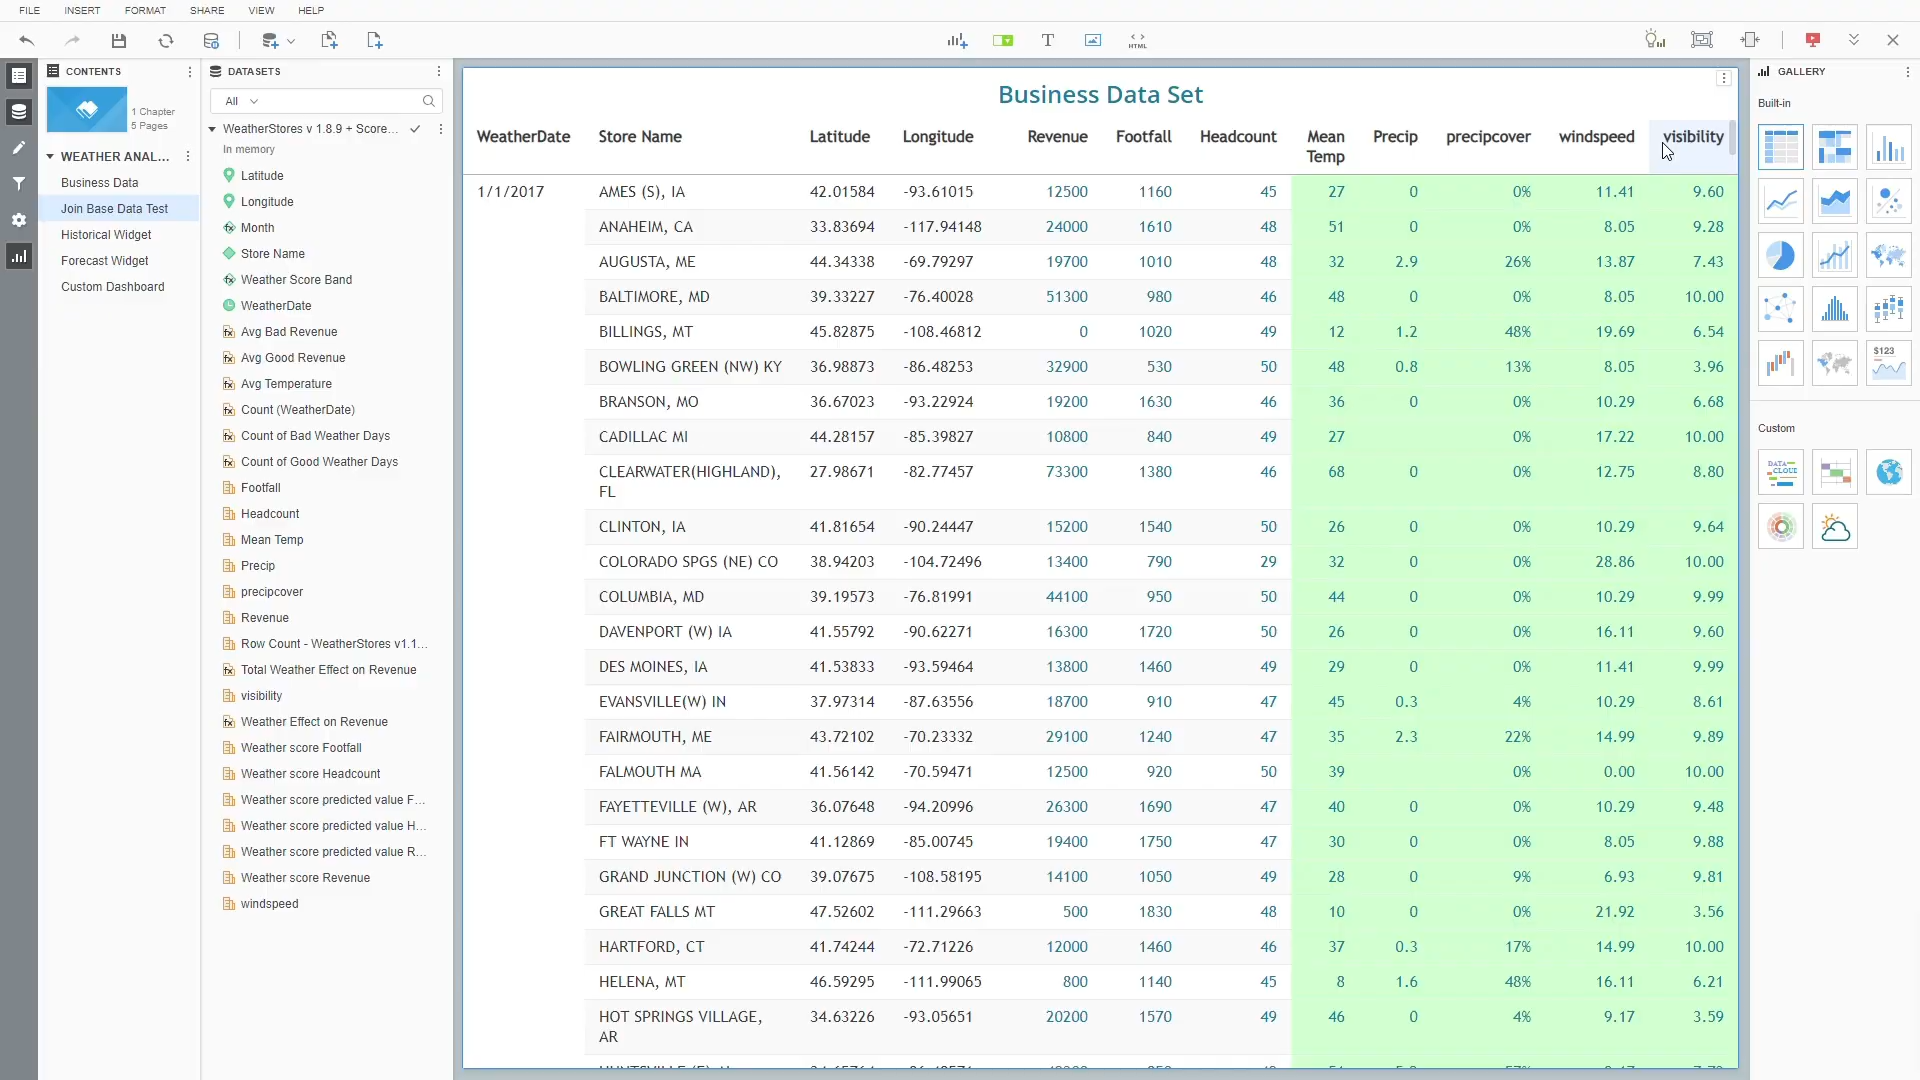 FILE INSERT FORMAT SHARE VIEW HELP
HTML
CONTENTS
1 Chapter
5 Pages
WEATHER ANAL...
Business Data
Join Base Data Test
Historical Widget
Forecast Widget
Custom Dashboard
DATASETS
All
WeatherStores v 1.8.9 + Score...
In memory
Latitude
Longitude
Month
Store Name
Weather Score Band
WeatherDate
Avg Bad Revenue
Avg Good Revenue
Avg Temperature
Count (WeatherDate)
Count of Bad Weather Days
Count of Good Weather Days
Footfall
Headcount
Mean Temp
Precip
precipcover
Revenue
Row Count - WeatherStores v1.1...
Total Weather Effect on Revenue
visibility
Weather Effect on Revenue
Weather score Footfall
Weather score Headcount
Weather score predicted value F...
Weather score predicted value H...
Weather score predicted value R...
Weather score Revenue
windspeed
Business Data Set
WeatherDate Store Name Latitude Longitude Revenue Footfall Headcount Mean Temp Precip precipcover windspeed visibility
1/1/2017 AMES (S), IA 42.01584 -93.61015 12500 1160 45 27 0 0% 11.41 9.60
ANAHEIM, CA 33.83694 -117.94148 24000 1610 48 51 0 0% 8.05 9.28
AUGUSTA, ME 44.34338 -69.79297 19700 1010 48 32 2.9 26% 13.87 7.43
BALTIMORE, MD 39.33227 -76.40028 51300 980 46 48 0 0% 8.05 10.00
BILLINGS, MT 45.82875 -108.46812 0 1020 49 12 1.2 48% 19.69 6.54
BOWLING GREEN (NW) KY 36.98873 -86.48253 32900 530 50 48 0.8 13% 8.05 3.96
BRANSON, MO 36.67023 -93.22924 19200 1630 46 36 0 0% 10.29 6.68
CADILLAC MI 44.28157 -85.39827 10800 840 49 27 0% 17.22 10.00
CLEARWATER(HIGHLAND), FL 27.98671 -82.77457 73300 1380 46 68 0 0% 12.75 8.80
CLINTON, IA 41.81654 -90.24447 15200 1540 50 26 0 0% 10.29 9.64
COLORADO SPGS (NE) CO 38.94203 -104.72496 13400 790 29 32 0 0% 28.86 10.00
COLUMBIA, MD 39.19573 -76.81991 44100 950 50 44 0 0% 10.29 9.99
DAVENPORT (W) IA 41.55792 -90.62271 16300 1720 50 26 0 0% 16.11 9.60
DES MOINES, IA 41.53833 -93.59464 13800 1460 49 29 0 0% 11.41 9.99
EVANSVILLE(W) IN 37.97314 -87.63556 18700 910 47 45 0.3 4% 10.29 8.61
FAIRMOUTH, ME 43.72102 -70.23332 29100 1240 47 35 2.3 22% 14.99 9.89
FALMOUTH MA 41.56142 -70.59471 12500 920 50 39 0% 0.00 10.00
FAYETTEVILLE (W), AR 36.07648 -94.20996 26300 1690 47 40 0 0% 10.29 9.48
FT WAYNE IN 41.12869 -85.00745 19400 1750 47 30 0 0% 8.05 9.88
GRAND JUNCTION (W) CO 39.07675 -108.58195 14100 1050 49 28 0 9% 6.93 9.81
GREAT FALLS MT 47.52602 -111.29663 500 1830 48 10 0 0% 21.92 3.56
HARTFORD, CT 41.74244 -72.71226 12000 1460 46 37 0.3 17% 14.99 10.00
HELENA, MT 46.59295 -111.99065 800 1140 45 8 1.6 48% 16.11 6.21
HOT SPRINGS VILLAGE, AR 34.63226 -93.05651 20200 1570 49 46 0 4% 9.17 3.59
GALLERY
Built-in
$123
Custom
DATA
CLOUD